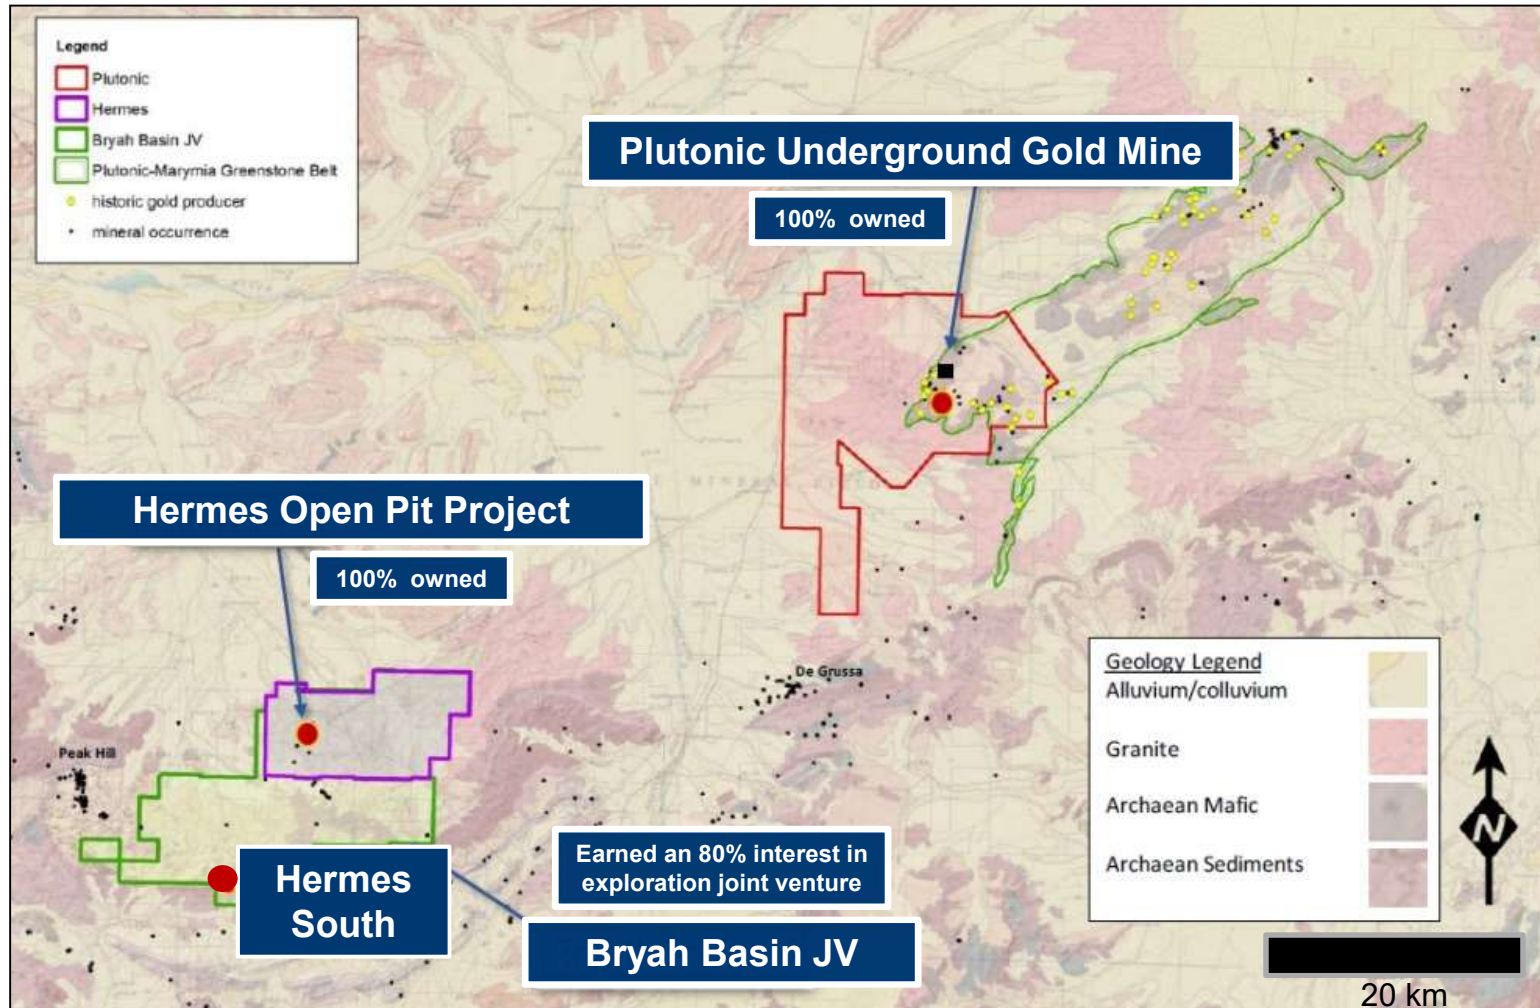 Legend
Plutonic
Hermes
Bryah Basin JV
Plutonic-Marymia Greenstone Belt
historic gold producer
mineral occurrence
Plutonic Underground Gold Mine
100% owned
Hermes Open Pit Project
100% owned
De Grussa
Peak Hill
Hermes
South
Earned an 80% interest in
exploration joint venture
Bryah Basin JV
Geology Legend
Alluvium/colluvium
Granite
Archaean Mafic
Archaean Sediments
N
20 km